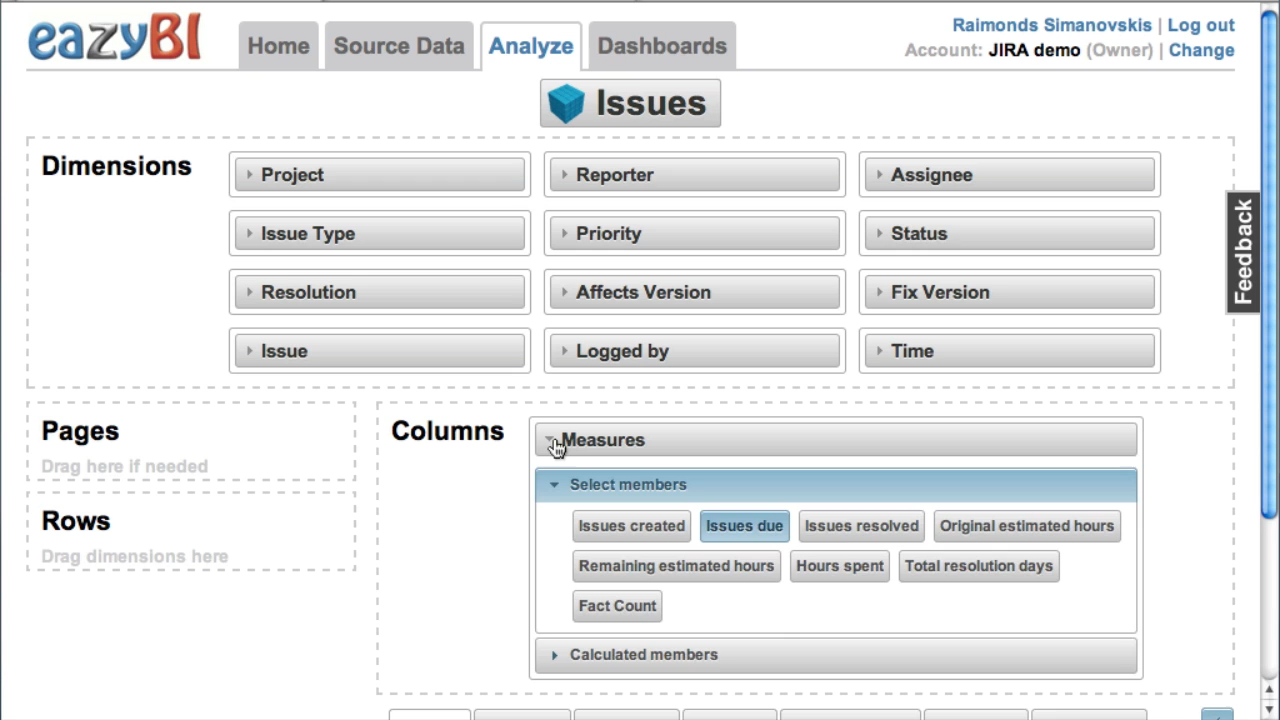 eazyBI
Home
Source Data
Analyze
Dashboards
Raimonds Simanovskis | Log out
Account: JIRA demo (Owner) | Change
Issues
Dimensions
Project
Reporter
Assignee
Issue Type
Priority
Status
Resolution
Affects Version
Fix Version
Issue
Logged by
Time
Feedback
Pages
Drag here if needed
Rows
Drag dimensions here
Columns
Measures
Select members
Issues created
Issues due
Issues resolved
Original estimated hours
Remaining estimated hours
Hours spent
Total resolution days
Fact Count
Calculated members